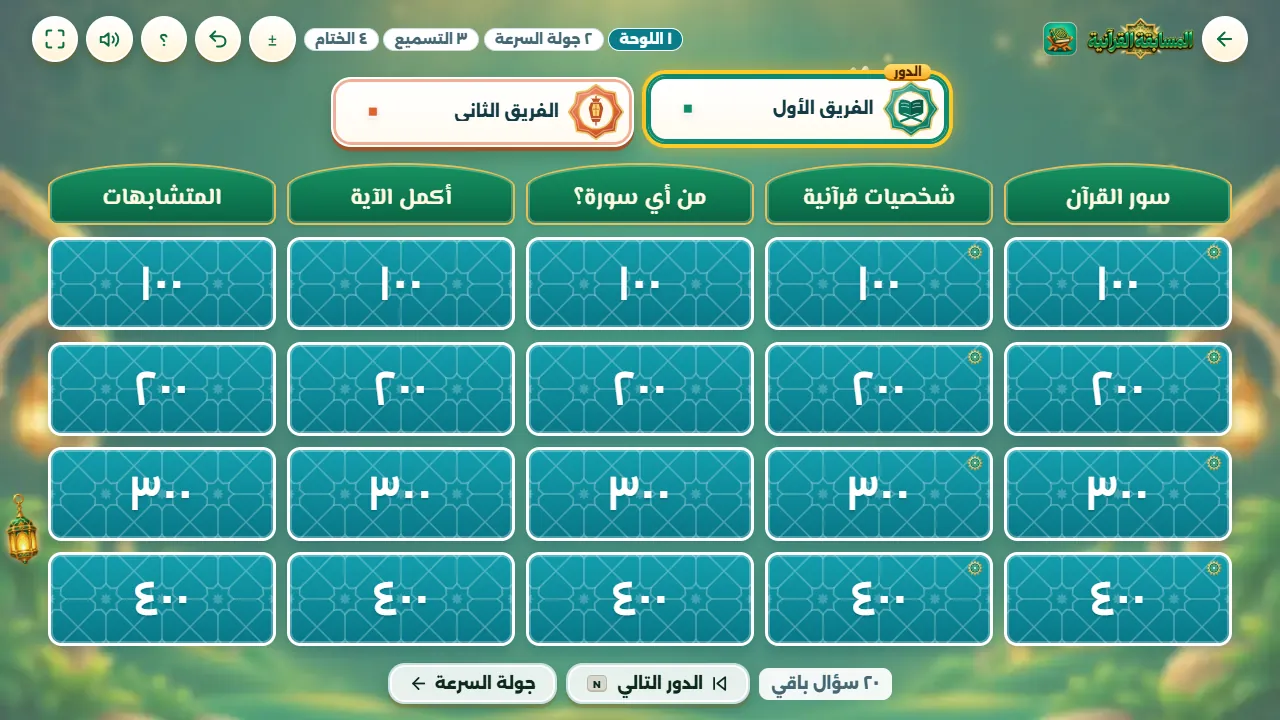 المسابقة القرآنية
١ اللوحة
٢ جولة السرعة
٣ التسميع
٤ الختام
±
؟
الدور
الفريق الأول
الفريق الثاني
سور القرآن
شخصيات قرآنية
من أي سورة؟
أكمل الآية
المتشابهات
١٠٠ ١٠٠ ١٠٠ ١٠٠ ١٠٠
٢٠٠ ٢٠٠ ٢٠٠ ٢٠٠ ٢٠٠
٣٠٠ ٣٠٠ ٣٠٠ ٣٠٠ ٣٠٠
٤٠٠ ٤٠٠ ٤٠٠ ٤٠٠ ٤٠٠
٢٠ سؤال باقي
الدور التالي N
جولة السرعة